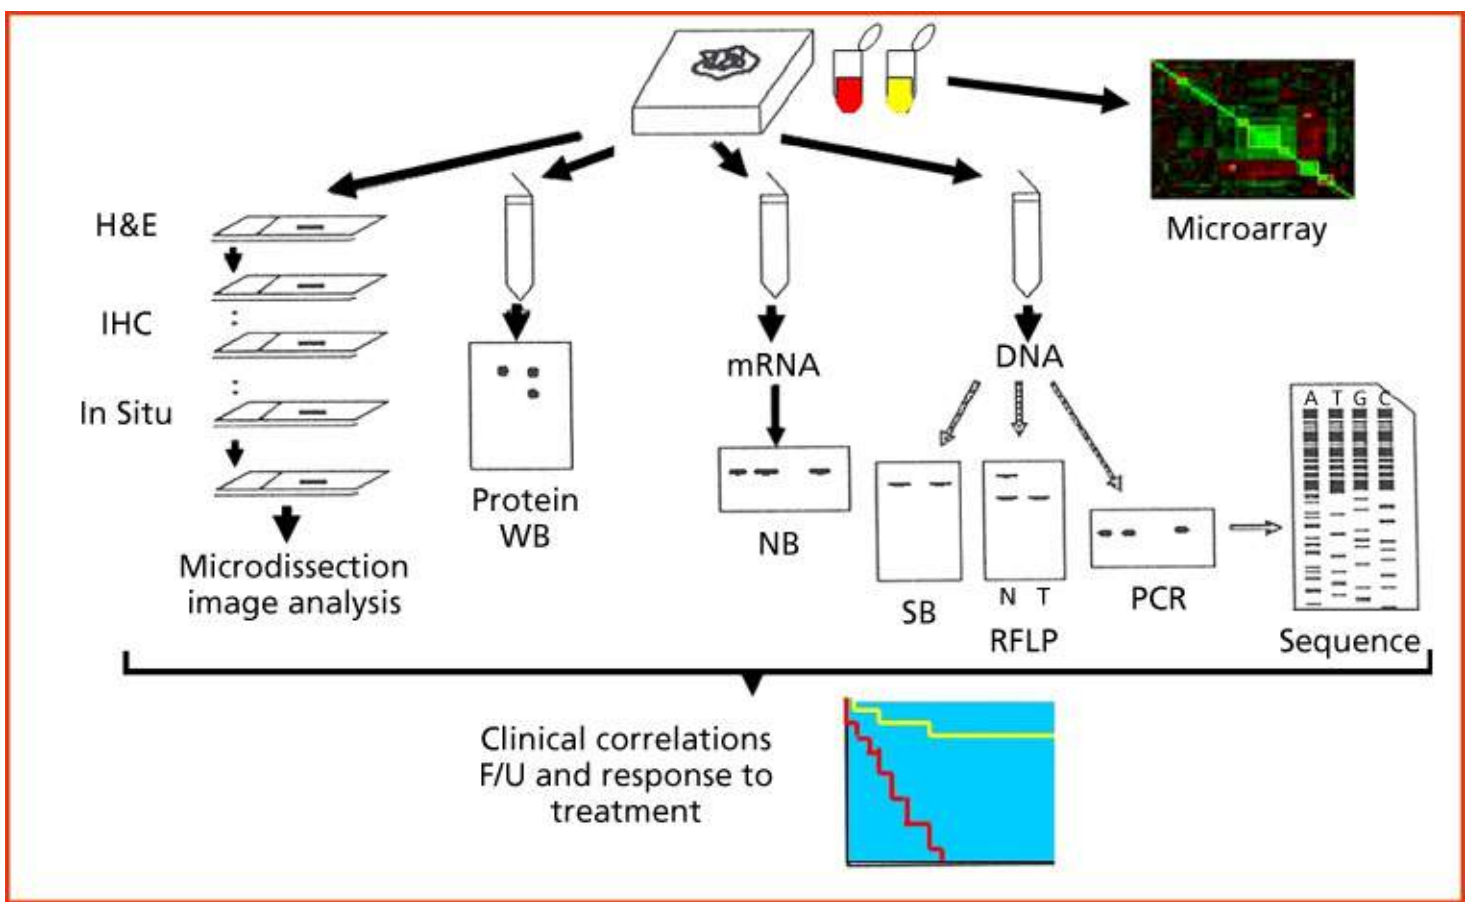 Microarray
H&E
IHC
In Situ
Microdissection
image analysis
Protein
WB
mRNA
NB
DNA
SB
N T
RFLP
PCR
A T G C
Sequence
Clinical correlations
F/U and response to
treatment